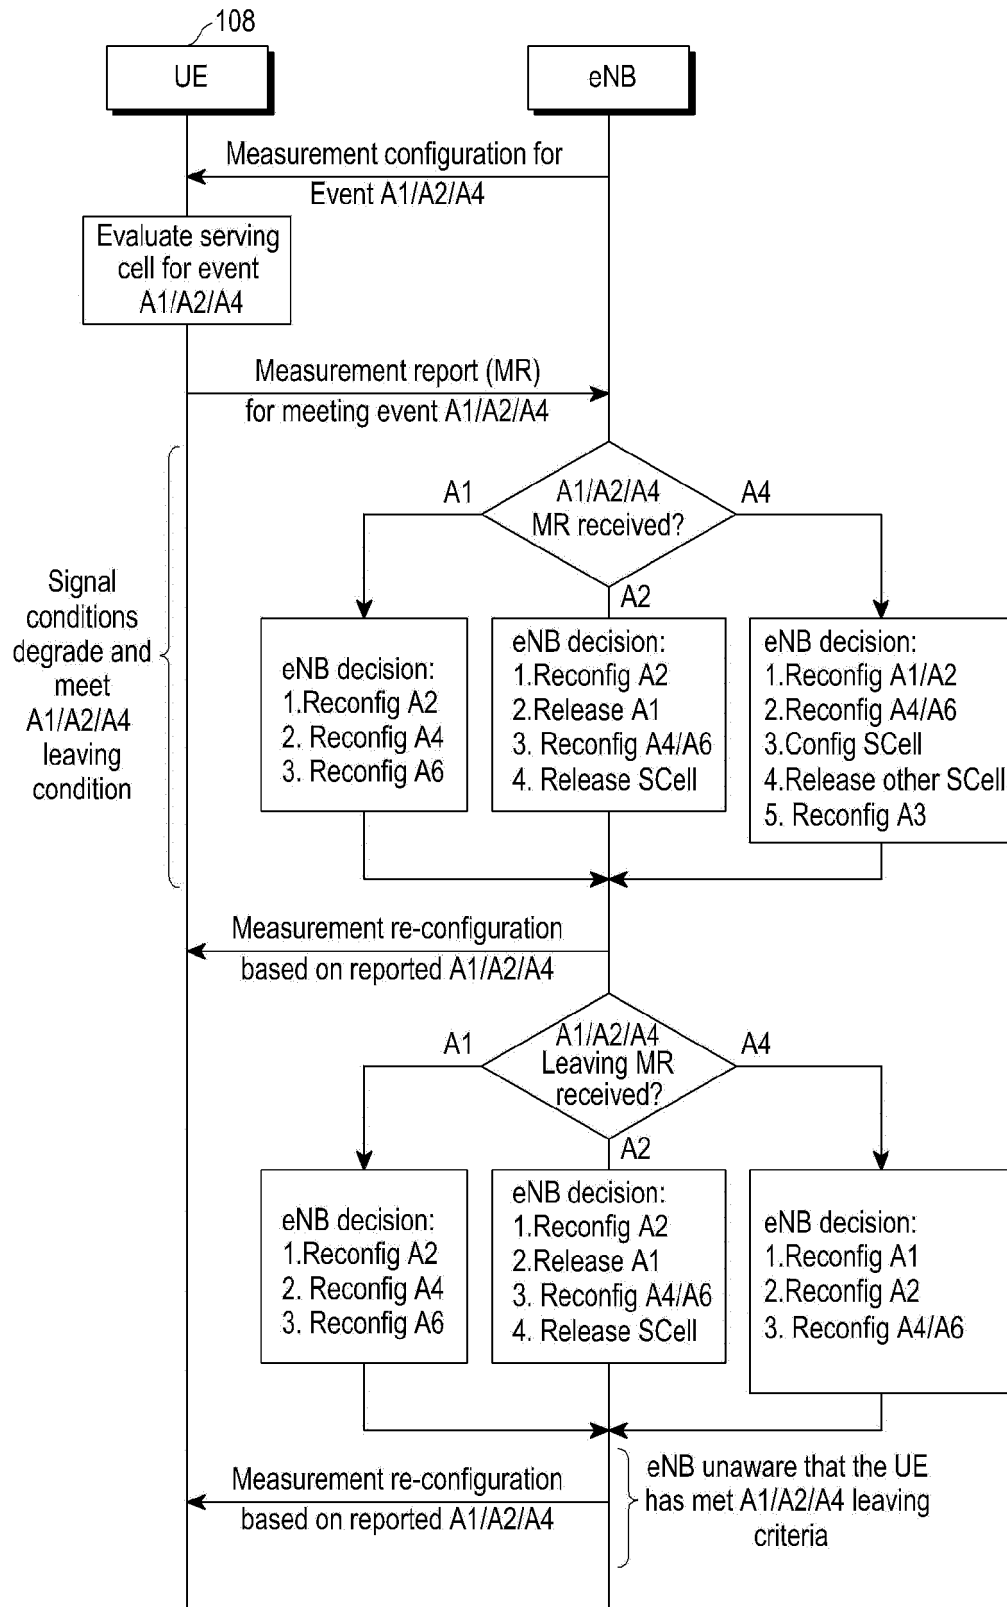 108
UE
eNB
Measurement configuration for
Event A1/A2/A4
Evaluate serving
cell for event
A1/A2/A4
Measurement report (MR)
for meeting event A1/A2/A4
Signal
conditions
degrade and
meet
A1/A2/A4
leaving
condition
A1
A1/A2/A4
MR received?
A4
A2
eNB decision:
1.Reconfig A2
2. Reconfig A4
3. Reconfig A6
eNB decision:
1.Reconfig A2
2.Release A1
3. Reconfig A4/A6
4. Release SCell
eNB decision:
1.Reconfig A1/A2
2.Reconfig A4/A6
3.Config SCell
4.Release other SCell
5. Reconfig A3
Measurement re-configuration
based on reported A1/A2/A4
A1
A1/A2/A4
Leaving MR
received?
A4
A2
eNB decision:
1.Reconfig A2
2. Reconfig A4
3. Reconfig A6
eNB decision:
1.Reconfig A2
2.Release A1
3. Reconfig A4/A6
4. Release SCell
eNB decision:
1.Reconfig A1
2.Reconfig A2
3. Reconfig A4/A6
Measurement re-configuration
based on reported A1/A2/A4
eNB unaware that the UE
has met A1/A2/A4 leaving
criteria